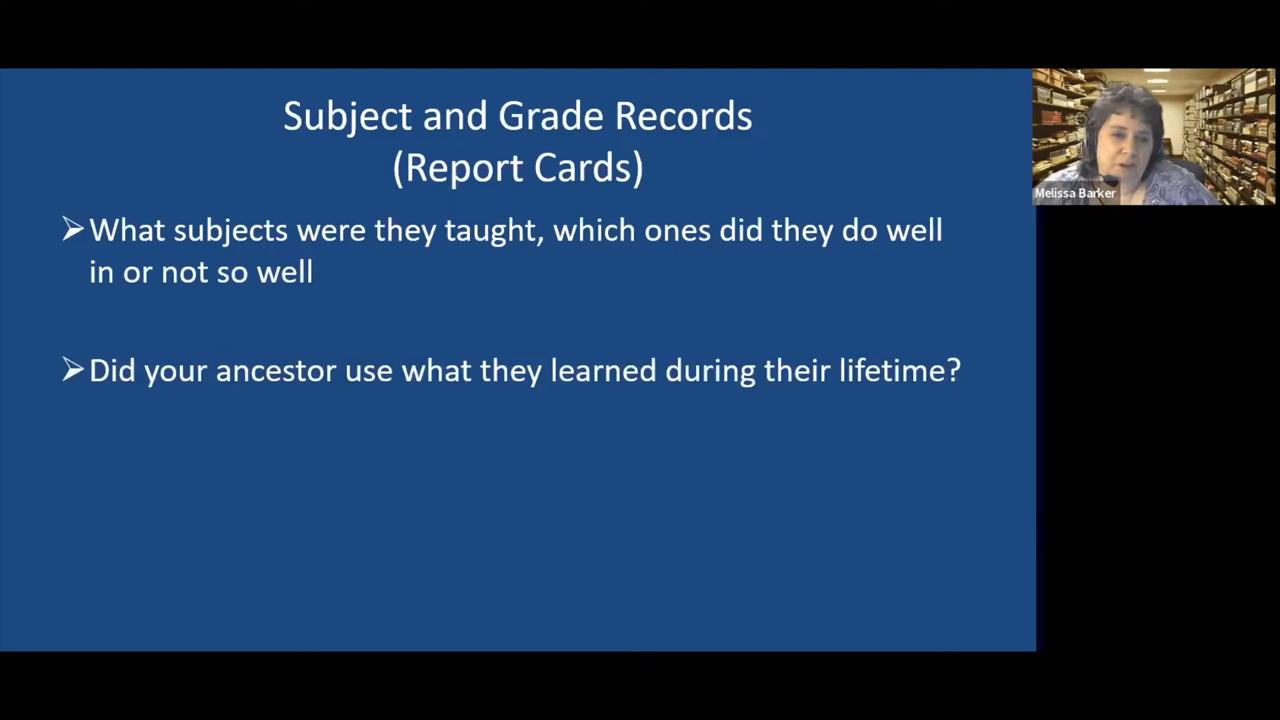 Subject and Grade Records
(Report Cards)
⮚What subjects were they taught, which ones did they do well
in or not so well
⮚Did your ancestor use what they learned during their lifetime?
Melissa Barker